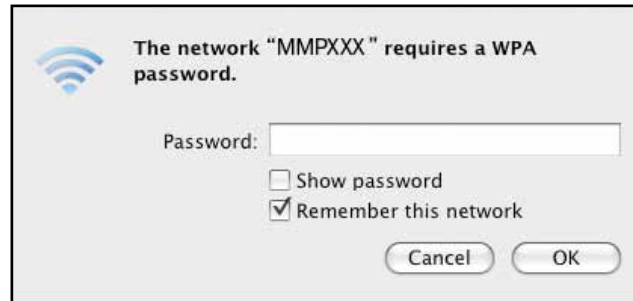 The network “MMPXXX” requires a WPA
password.
Password:
Show password
Remember this network
Cancel OK